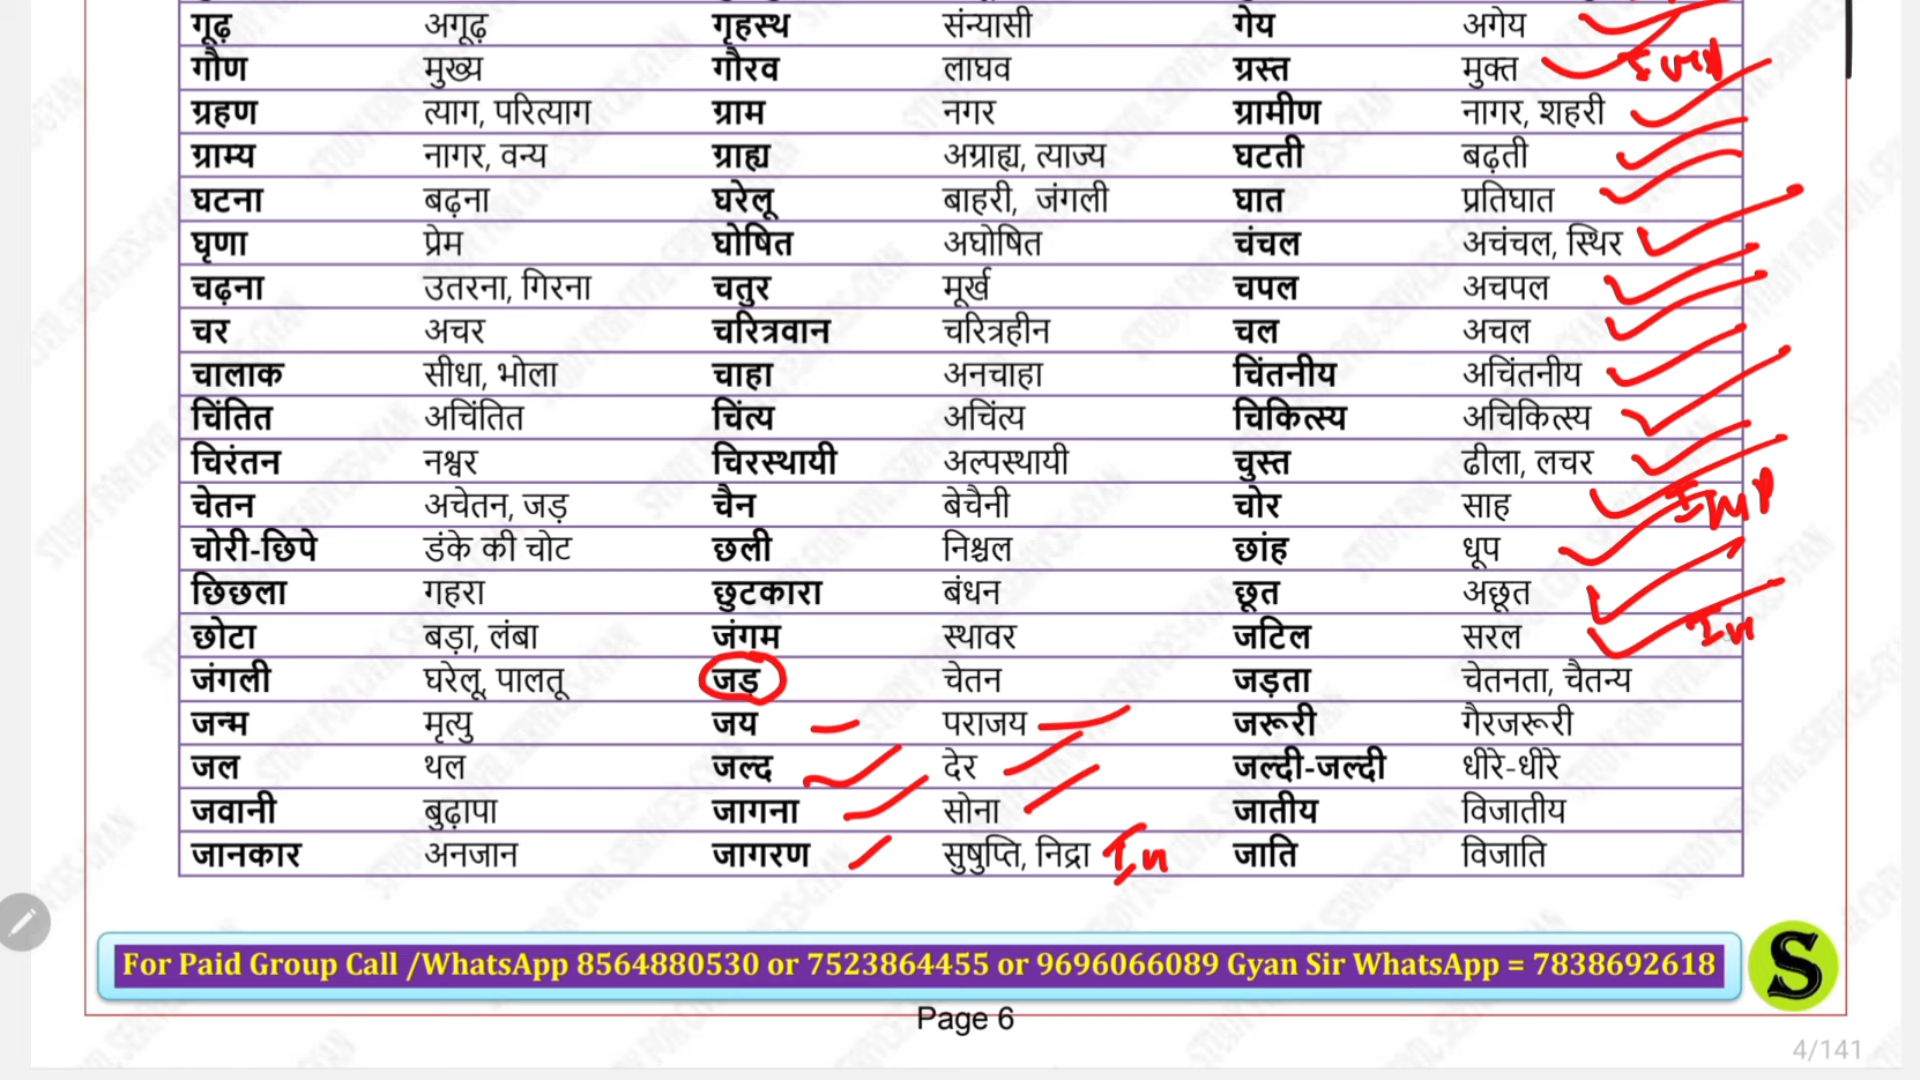 गूढ़ अगूढ़ गृहस्थ संन्यासी गेय अगेय
गौण मुख्य गौरव लाघव ग्रस्त मुक्त
ग्रहण त्याग, परित्याग ग्राम नगर ग्रामीण नागर, शहरी
ग्राम्य नागर, वन्य ग्राह्य अग्राह्य, त्याज्य घटती बढ़ती
घटना बढ़ना घरेलू बाहरी, जंगली घात प्रतिघात
घृणा प्रेम घोषित अघोषित चंचल अचंचल, स्थिर
चढ़ना उतरना, गिरना चतुर मूर्ख चपल अचपल
चर अचर चरित्रवान चरित्रहीन चल अचल
चालाक सीधा, भोला चाहा अनचाहा चिंतनीय अचिंतनीय
चिंतित अचिंतित चिंत्य अचिंत्य चिकित्स्य अचिकित्स्य
चिरंतन नश्वर चिरस्थायी अल्पस्थायी चुस्त ढीला, लचर
चेतन अचेतन, जड़ चैन बेचैनी चोर साह Imp
चोरी-छिपे डंके की चोट छली निश्चल छांह धूप
छिछला गहरा छुटकारा बंधन छूत अछूत
छोटा बड़ा, लंबा जंगम स्थावर जटिल सरल
जंगली घरेलू, पालतू जड़ चेतन जड़ता चेतनता, चैतन्य
जन्म मृत्यु जय पराजय जरूरी गैरजरूरी
जल थल जल्द देर जल्दी-जल्दी धीरे-धीरे
जवानी बुढ़ापा जागना सोना जातीय विजातीय
जानकार अनजान जागरण सुषुप्ति, निद्रा जाति विजाति
For Paid Group Call /WhatsApp 8564880530 or 7523864455 or 9696066089 Gyan Sir WhatsApp = 7838692618
S
Page 6
4/141